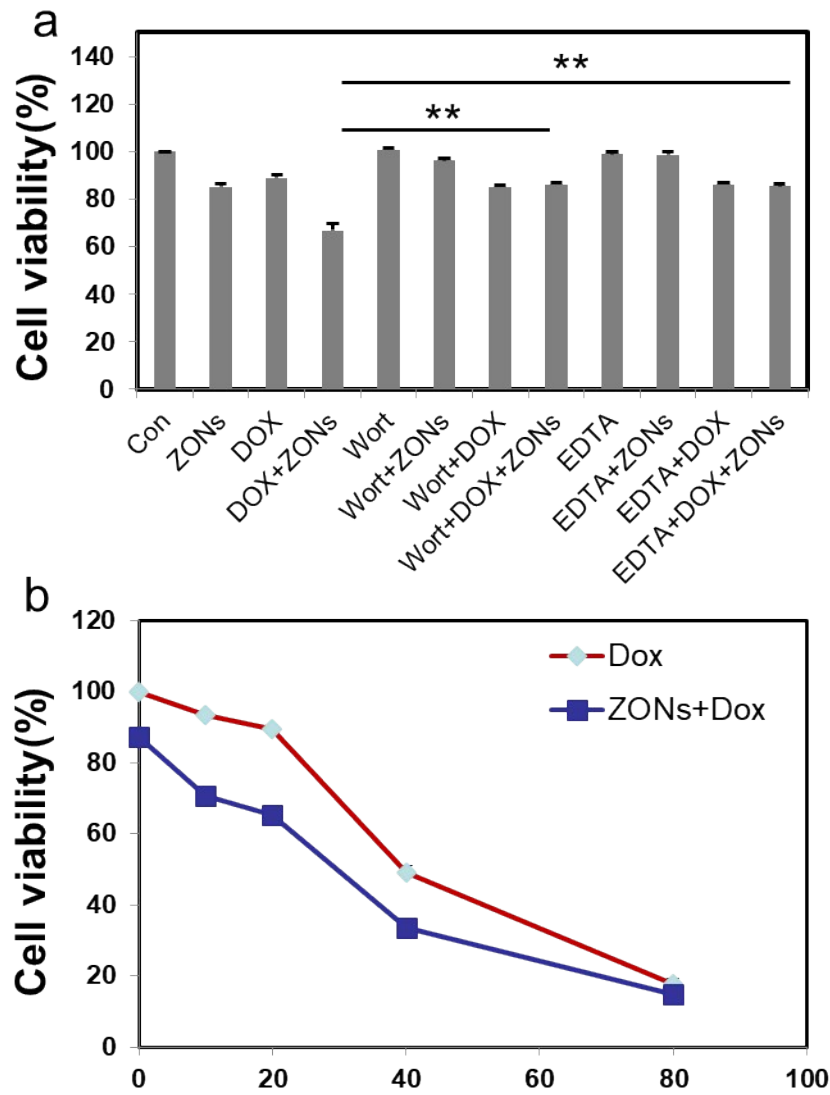 a
Cell viability(%)
140
120
100
80
60
40
20
0
**
**
Con
ZONs
DOX
DOX+ZONs
Wort
Wort+ZONs
Wort+DOX
Wort+DOX+ZONs
EDTA
EDTA+ZONs
EDTA+DOX
EDTA+DOX+ZONs
b
Cell viability(%)
120
100
80
60
40
20
0
Dox
ZONs+Dox
0 20 40 60 80 100